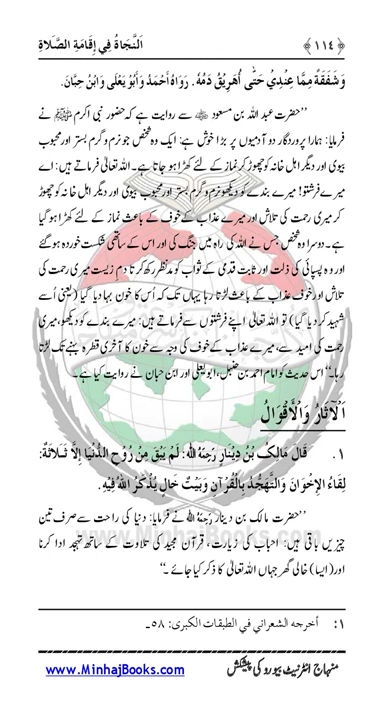 ﴿ ١١٤ ﴾ اَلنَّجَاةُ فِي إِقَامَةِ الصَّلَاةِ
وَشَفَقَةً مِمَّا عِنْدِي حَتّٰى أُهَرِيْقَ دَمُهُ. رَوَاهُ أَحْمَدُ وَأَبُوْ يَعْلَى وَابْنُ حِبَّانَ.
’’حضرت عبد اللہ بن مسعود ﷜ سے روایت ہے کہ حضور نبی اکرم ﷺ نے
فرمایا: ہمارا پروردگار دو آدمیوں پر بڑا خوش ہے: ایک وہ شخص جو نرم و گرم بستر اور محبوب
بیوی اور دیگر اہل خانہ کو چھوڑ کر نماز کے لئے کھڑا ہو جاتا ہے۔ اللہ تعالیٰ فرماتے ہیں: اے
میرے فرشتو! میرے بندے کو دیکھو نرم و گرم بستر اور محبوب بیوی اور دیگر اہل خانہ کو چھوڑ
کر میری رحمت کی تلاش اور میرے عذاب کے خوف کے باعث نماز کے لئے کھڑا ہو گیا
ہے۔ دوسرا وہ شخص جس نے اللہ کی راہ میں جنگ کی اور اس کے ساتھی شکست خوردہ ہو گئے
اور وہ پسپائی کی ذلت اور ثابت قدمی کے ثواب کو مدنظر رکھ کر تا دم زیست میری رحمت کی
تلاش اور خوفِ عذاب کے باعث لڑتا رہا یہاں تک کہ اُس کا خون بہا دیا گیا (یعنی اُسے
شہید کر دیا گیا) تو اللہ تعالیٰ اپنے فرشتوں سے فرماتے ہیں: میرے بندے کو دیکھو، میری
رحمت کی امید سے، میرے عذاب کے خوف کی وجہ سے خون کا آخری قطرہ بہنے تک لڑتا
رہا۔‘‘ اس حدیث کو امام احمد بن حنبل، ابو یعلی اور ابن حبان نے روایت کیا ہے۔
اَلْآثَارُ وَالْأَقْوَالُ
١. قَالَ مَالِكُ بْنُ دِيْنَارٍ رَحِمَهُ الله: لَمْ يَبْقَ مِنْ رُوْحِ الدُّنْيَا إِلَّا ثَلَاثَةٌ:
لِقَاءُ الإِخْوَانِ وَالتَّهَجُّدُ بِالْقُرْآنِ وَبَيْتٌ خَالٍ يُذْكَرُ اللهُ فِيْهِ.
’’حضرت مالک بن دینار رَحِمَهُ الله نے فرمایا: دنیا کی راحت سے صرف تین
چیزیں باقی ہیں: احباب کی زیارت، قرآن مجید کی تلاوت کے ساتھ تہجد ادا کرنا
اور (ایسا) خالی گھر جہاں اللہ تعالیٰ کا ذکر کیا جائے۔‘‘
١: أخرجه الشعراني في الطبقات الكبرى: ٥٨۔
منہاج انٹرنیٹ بیورو کی پیشکش www.MinhajBooks.com
www.MinhajBooks.com